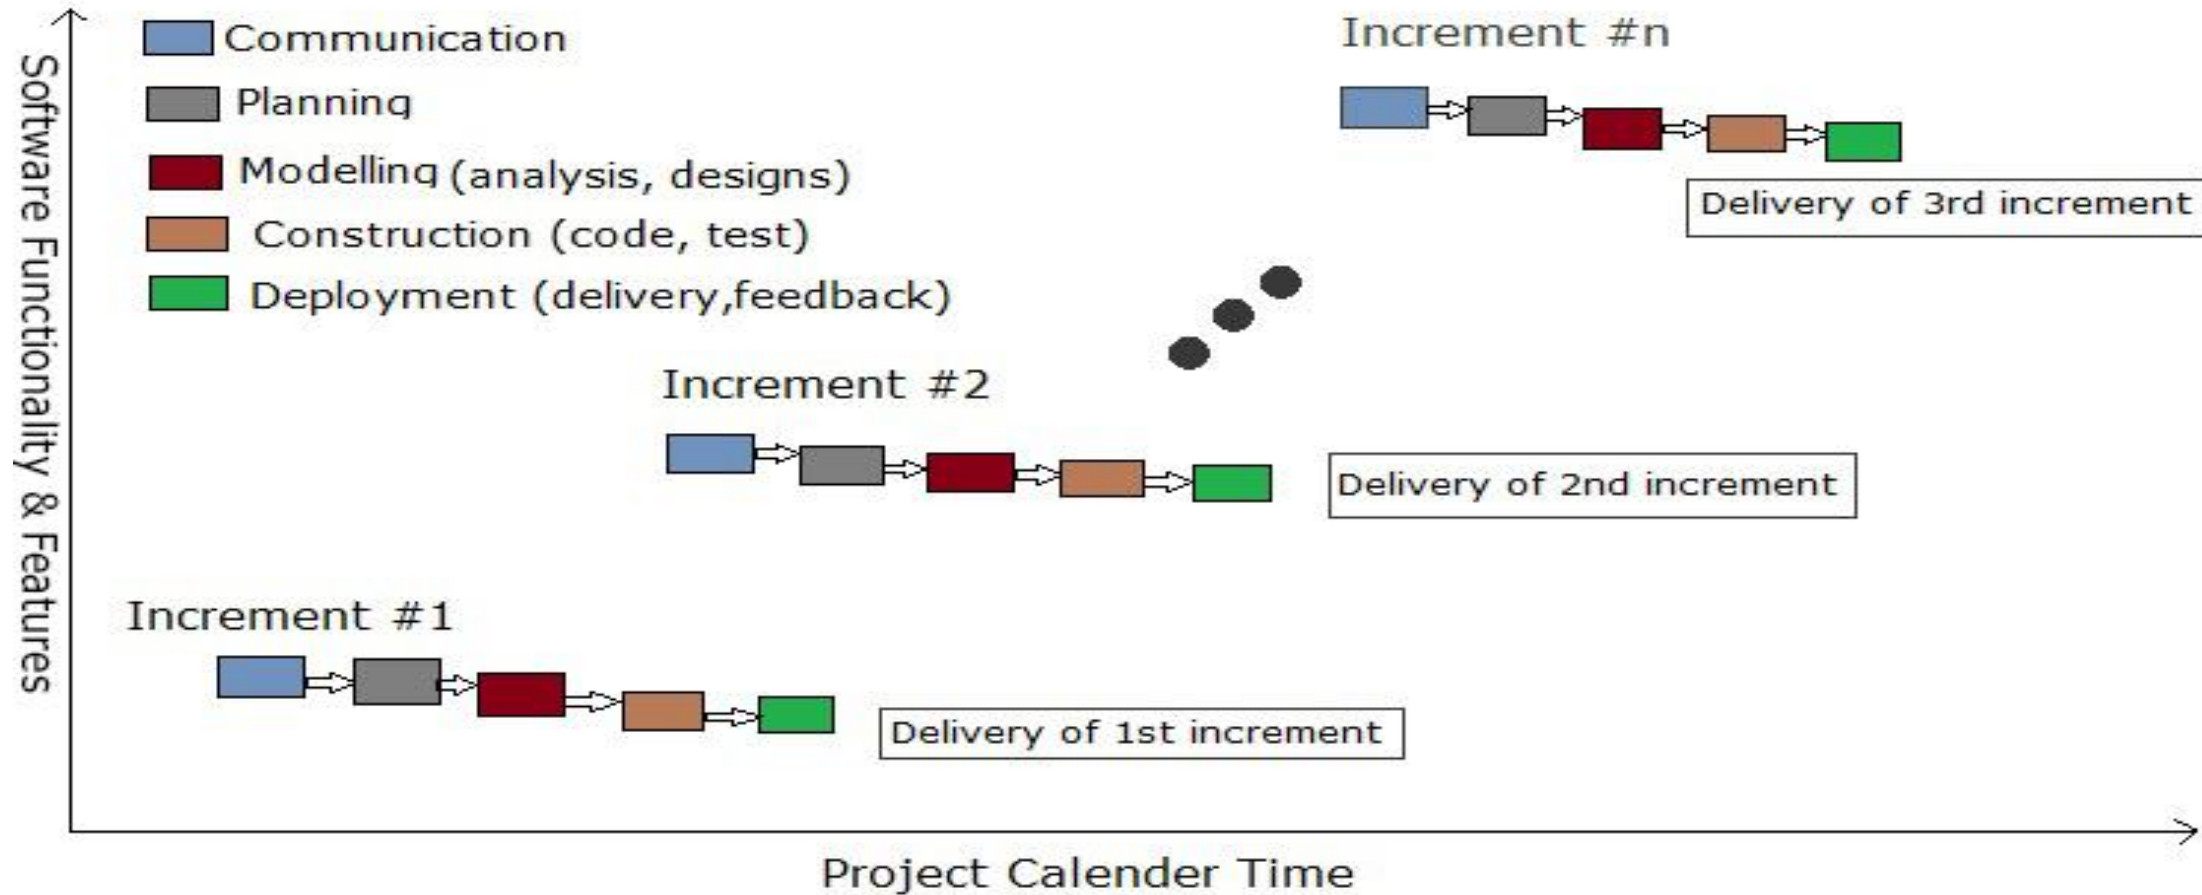 Software Functionality & Features
Communication
Planning
Modelling (analysis, designs)
Construction (code, test)
Deployment (delivery,feedback)
Increment #n
Delivery of 3rd increment
Increment #2
Delivery of 2nd increment
Increment #1
Delivery of 1st increment
Project Calender Time